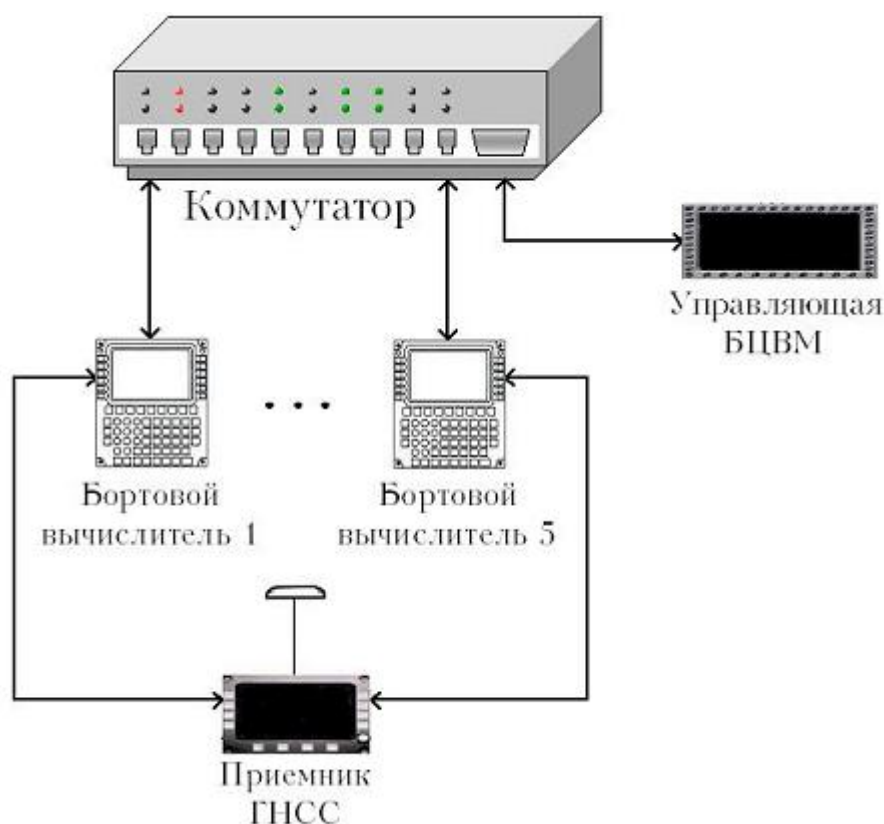 Коммутатор
Управляющая
БЦВМ
Бортовой
вычислитель 1
. . .
Бортовой
вычислитель 5
Приемник
ГНСС